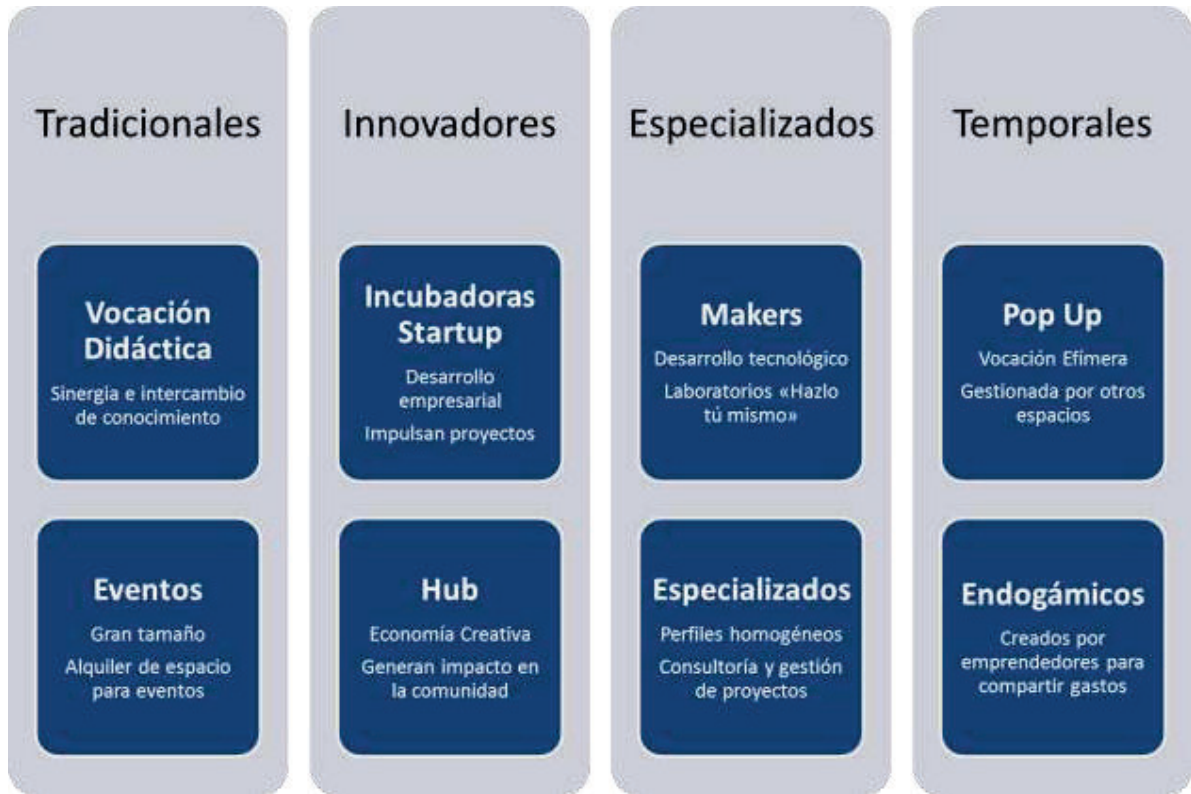 Tradicionales
Vocación
Didáctica
Sinergia e intercambio
de conocimiento
Eventos
Gran tamaño
Alquiler de espacio
para eventos
Innovadores
Incubadoras
Startup
Desarrollo
empresarial
Impulsan proyectos
Hub
Economía Creativa
Generan impacto en
la comunidad
Especializados
Makers
Desarrollo tecnológico
Laboratorios «Hazlo
tú mismo»
Especializados
Perfiles homogéneos
Consultoría y gestión
de proyectos
Temporales
Pop Up
Vocación Efímera
Gestionada por otros
espacios
Endogámicos
Creados por
emprendedores para
compartir gastos